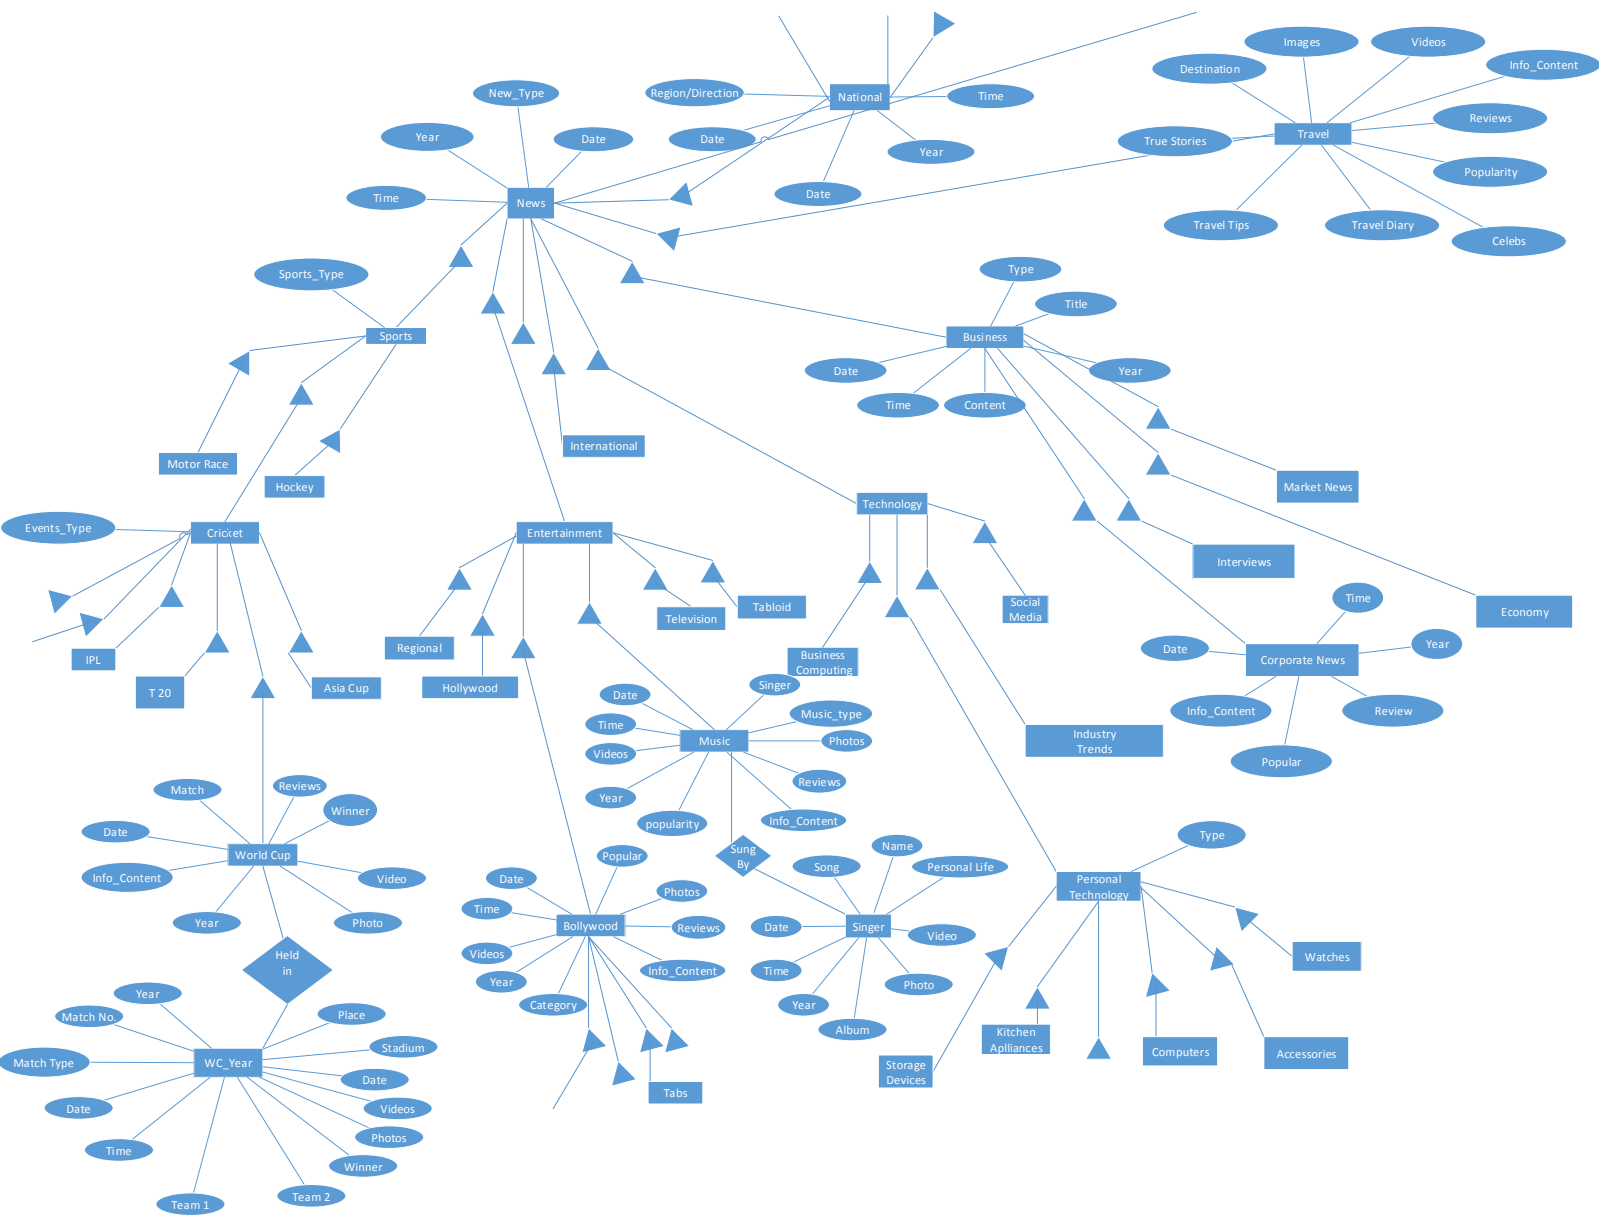 Images
Videos
Destination
Info_Content
New_Type
Region/Direction
National
Time
Reviews
Year
Date
Date
Year
True Stories
Travel
Popularity
Time
News
Date
Travel Tips
Travel Diary
Celebs
Sports_Type
Type
Title
Sports
Business
Date
Year
Time
Content
International
Motor Race
Hockey
Market News
Technology
Events_Type
Cricket
Entertainment
Interviews
Social
Media
Time
Economy
Tabloid
Television
Regional
Business
Computing
Date
Corporate News
Year
IPL
T 20
Asia Cup
Hollywood
Singer
Date
Music_type
Info_Content
Review
Time
Music
Photos
Industry
Trends
Videos
Popular
Reviews
Year
Match
Reviews
Winner
popularity
Info_Content
Date
World Cup
Sung
By
Name
Type
Popular
Song
Personal Life
Info_Content
Video
Date
Photos
Personal
Technology
Year
Photo
Time
Bollywood
Reviews
Date
Singer
Video
Held
in
Videos
Year
Info_Content
Time
Photo
Watches
Year
Category
Year
Album
Match No.
Place
Kitchen
Aplliances
Match Type
WC_Year
Stadium
Computers
Accessories
Date
Storage
Devices
Date
Videos
Tabs
Time
Photos
Winner
Team 1
Team 2